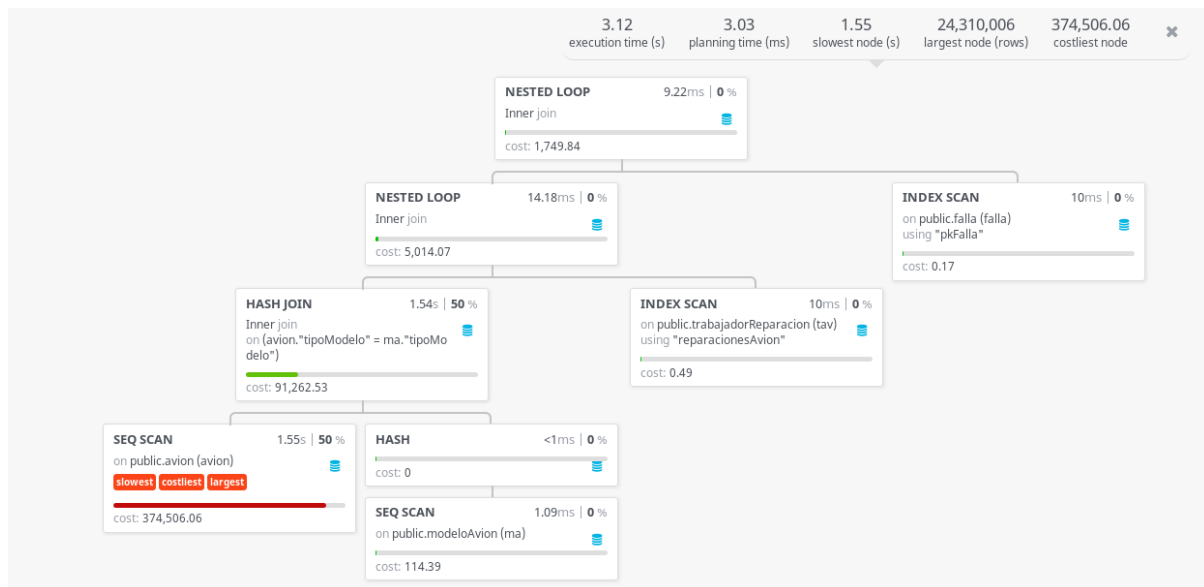 3.12 3.03 1.55 24,310,006 374,506.06
execution time (s) planning time (ms) slowest node (s) largest node (rows) costliest node
NESTED LOOP 9.22ms | 0 %
Inner join
cost: 1,749.84
NESTED LOOP 14.18ms | 0 %
Inner join
cost: 5,014.07
INDEX SCAN 10ms | 0 %
on public.falla (falla)
using "pkFalla"
cost: 0.17
HASH JOIN 1.54s | 50 %
Inner join
on (avion."tipoModelo" = ma."tipoMo
delo")
cost: 91,262.53
INDEX SCAN 10ms | 0 %
on public.trabajadorReparacion (tav)
using "reparacionesAvion"
cost: 0.49
SEQ SCAN 1.55s | 50 %
on public.avion (avion)
slowest costliest largest
cost: 374,506.06
HASH <1ms | 0 %
cost: 0
SEQ SCAN 1.09ms | 0 %
on public.modeloAvion (ma)
cost: 114.39